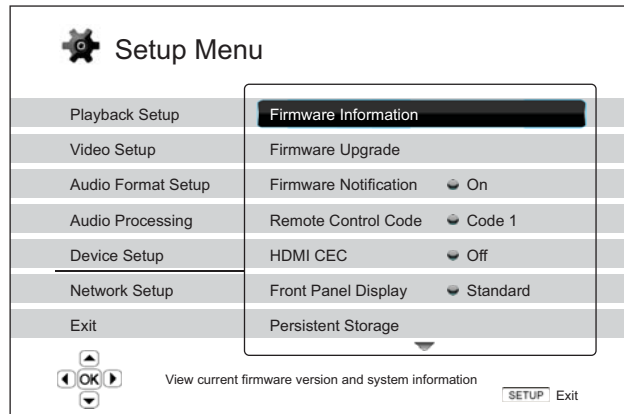 Setup Menu
Playback Setup
Video Setup
Audio Format Setup
Audio Processing
Device Setup
Network Setup
Exit
Firmware Information
Firmware Upgrade
Firmware Notification On
Remote Control Code Code 1
HDMI CEC Off
Front Panel Display Standard
Persistent Storage
OK
View current firmware version and system information
SETUP Exit